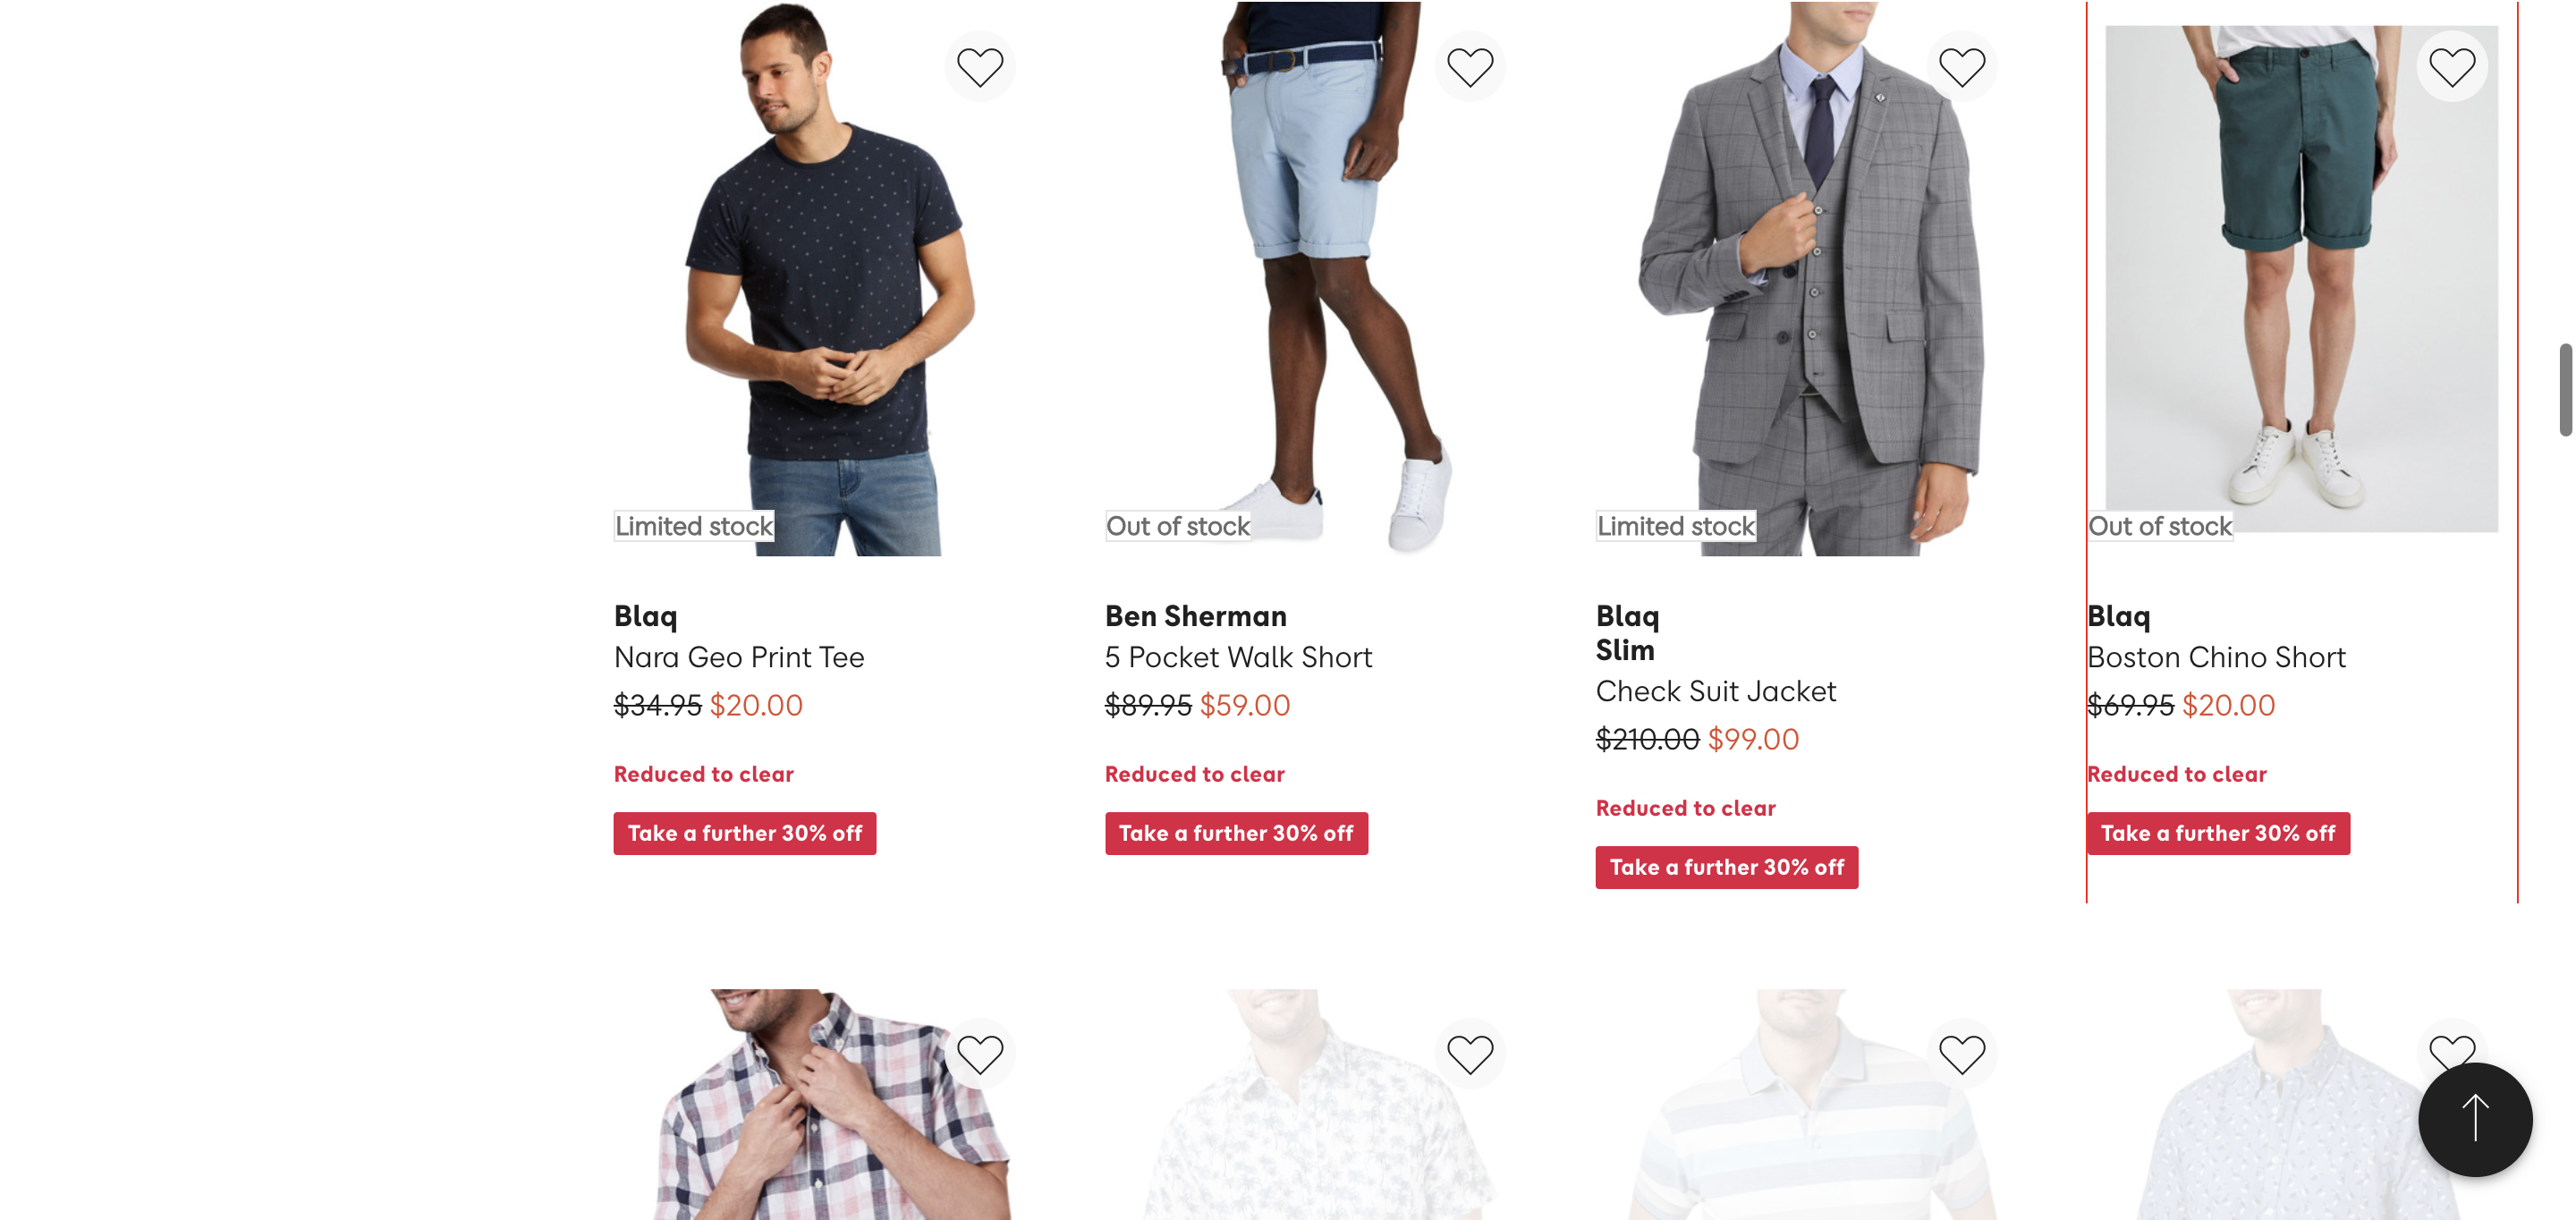 Limited stock
Out of stock
Limited stock
Out of stock
Blaq
Nara Geo Print Tee
$34.95 $20.00
Reduced to clear
Take a further 30% off
Ben Sherman
5 Pocket Walk Short
$89.95 $59.00
Reduced to clear
Take a further 30% off
Blaq
Slim
Check Suit Jacket
$210.00 $99.00
Reduced to clear
Take a further 30% off
Blaq
Boston Chino Short
$69.95 $20.00
Reduced to clear
Take a further 30% off